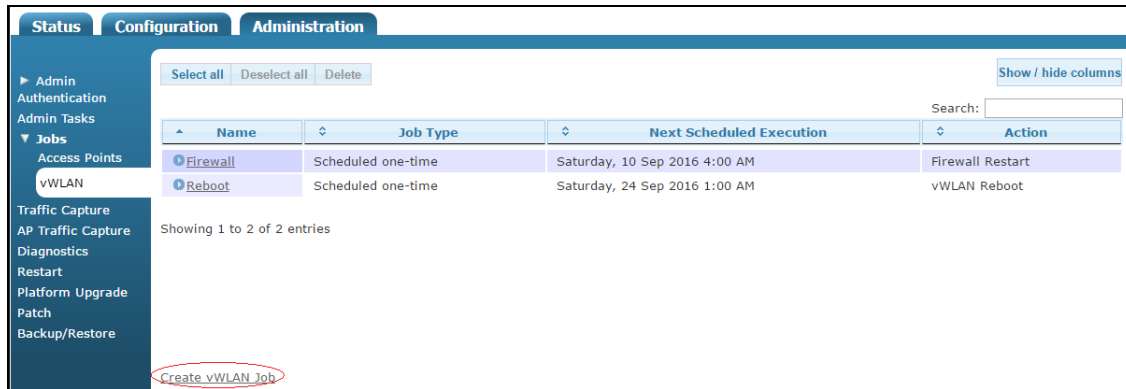 Status Configuration Administration
Select all Deselect all Delete
Show / hide columns
Search:
Admin
Authentication
Admin Tasks
Jobs
Access Points
vWLAN
Traffic Capture
AP Traffic Capture
Diagnostics
Restart
Platform Upgrade
Patch
Backup/Restore
Name Job Type Next Scheduled Execution Action
Firewall Scheduled one-time Saturday, 10 Sep 2016 4:00 AM Firewall Restart
Reboot Scheduled one-time Saturday, 24 Sep 2016 1:00 AM vWLAN Reboot
Showing 1 to 2 of 2 entries
Create vWLAN Job